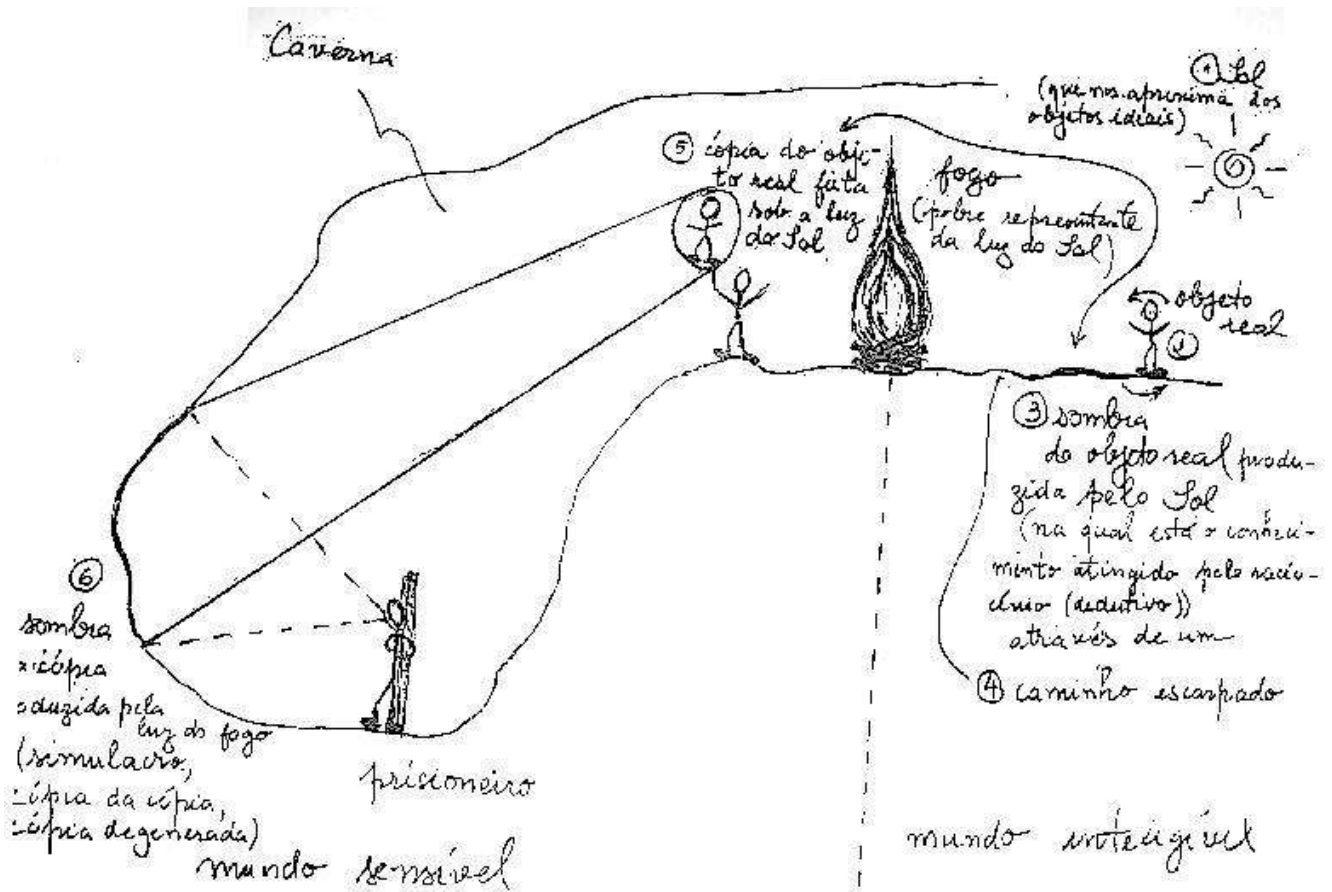 Caverna
① Sol
(que nos aproxima dos
objetos ideais)
⑤ cópia do obje-
to real feita
sob a luz
do Sol
fogo
(pobre representante
da luz do Sol)
objeto
real
①
③ sombra
do objeto real produ-
zida pelo Sol
(na qual está o conheci-
mento atingido pelo racio-
cínio (dedutivo))
através de um
④ caminho escarpado
⑥
sombra
cópia
oduzida pela
luz do fogo
(simulacro,
cópia da cópia,
cópia degenerada)
prisioneiro
mundo sensível
mundo inteligível